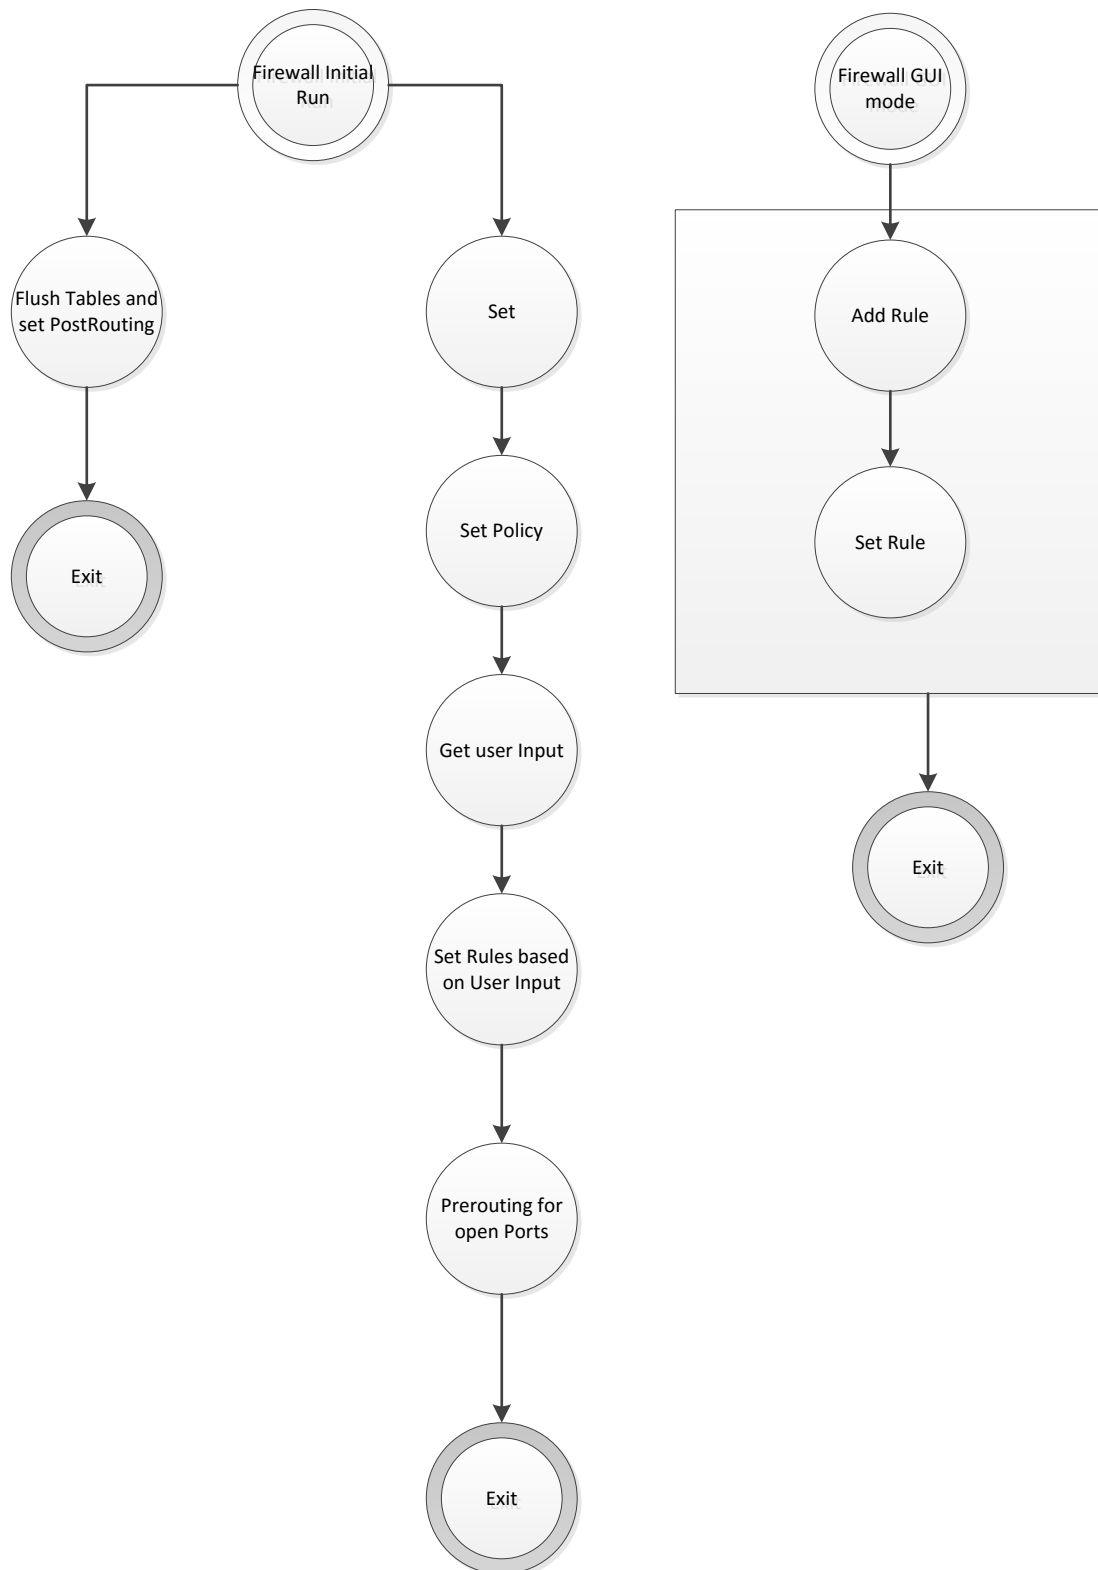 Firewall Initial
Run
Firewall GUI
mode
Flush Tables and
set PostRouting
Set
Add Rule
Set Policy
Set Rule
Exit
Get user Input
Exit
Set Rules based
on User Input
Prerouting for
open Ports
Exit